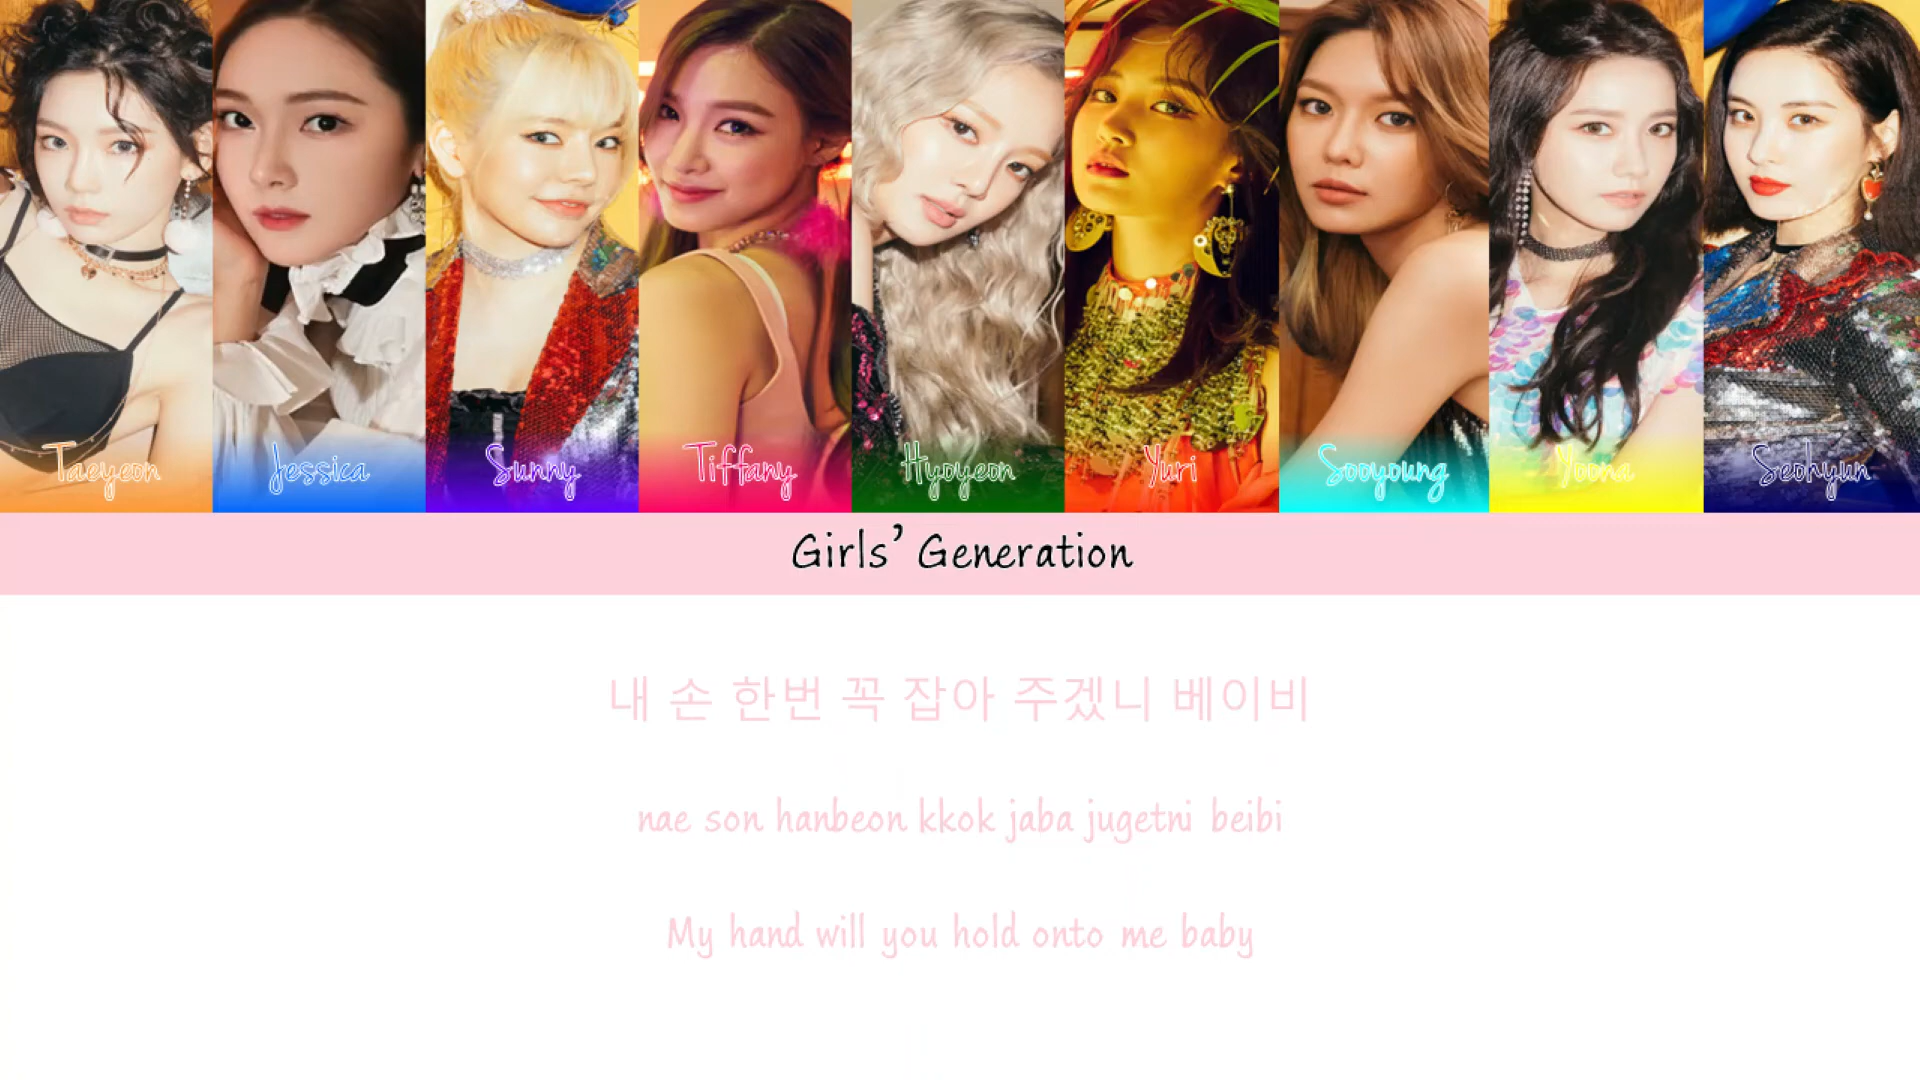 Taeyeon Jessica Sunny Tiffany Hyoyeon Yuri Sooyoung Yoona Seohyun
Girls' Generation
내 손 한번 꼭 잡아 주겠니 베이비
nae son hanbeon kkok jaba jugetni beibi
My hand will you hold onto me baby